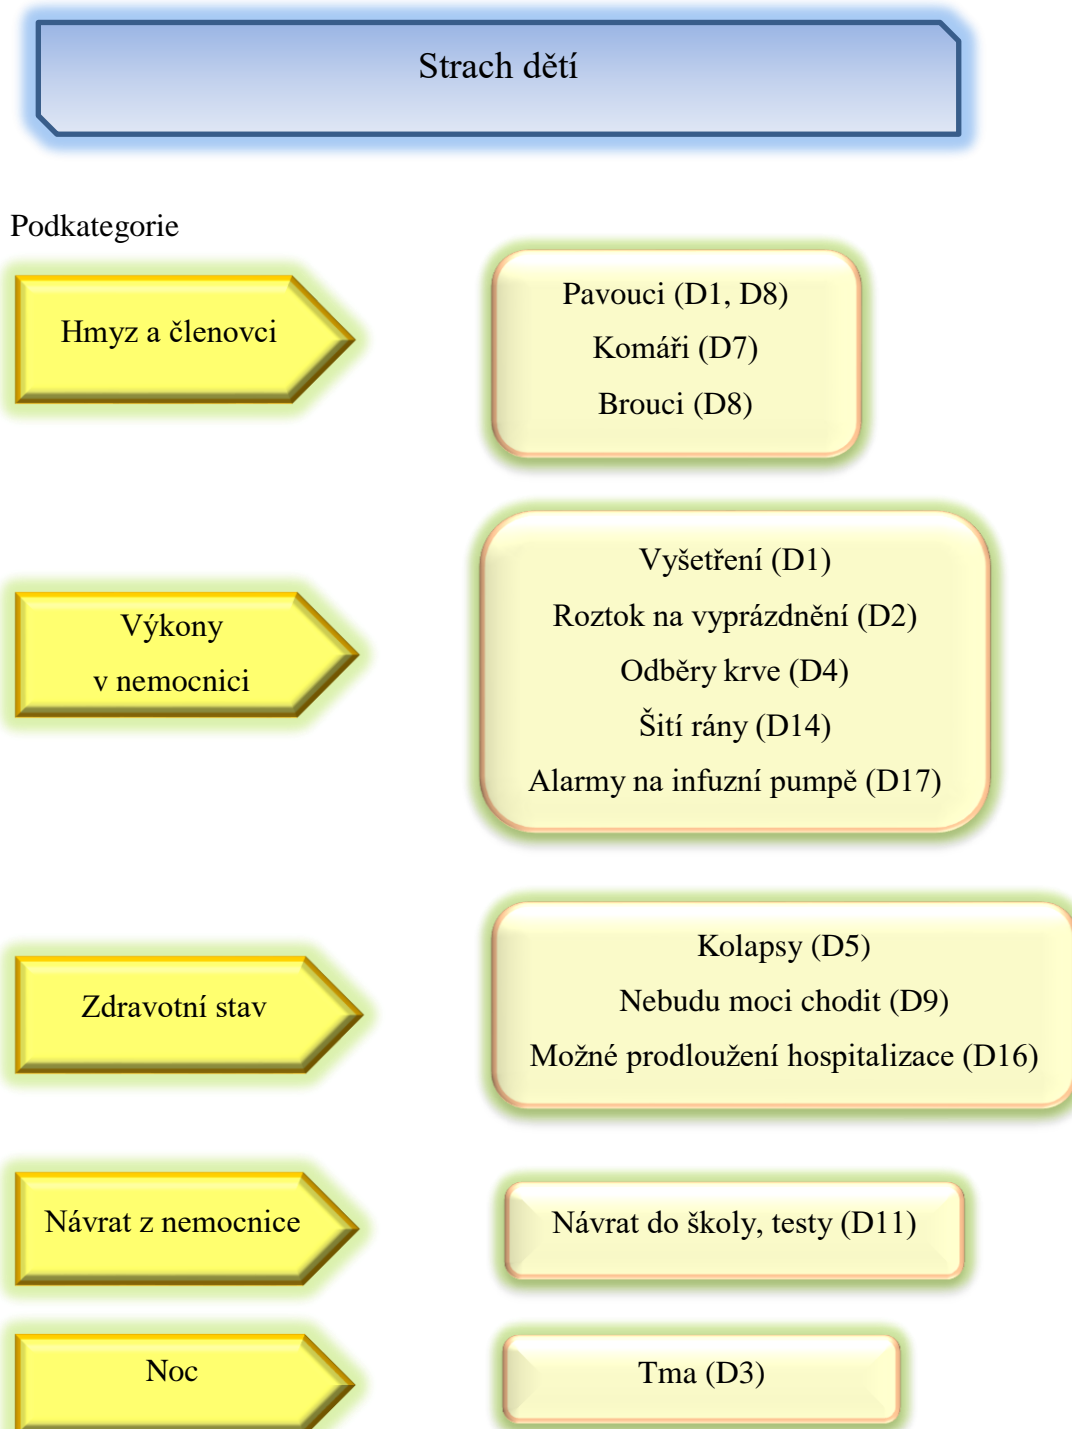 Strach dětí
Podkategorie
Hmyz a členovci
Pavouci (D1, D8)
Komáři (D7)
Brouci (D8)
Výkony
v nemocnici
Vyšetření (D1)
Roztok na vyprázdnění (D2)
Odběry krve (D4)
Šití rány (D14)
Alarmy na infuzní pumpě (D17)
Zdravotní stav
Kolapsy (D5)
Nebudu moci chodit (D9)
Možné prodloužení hospitalizace (D16)
Návrat z nemocnice
Návrat do školy, testy (D11)
Noc
Tma (D3)